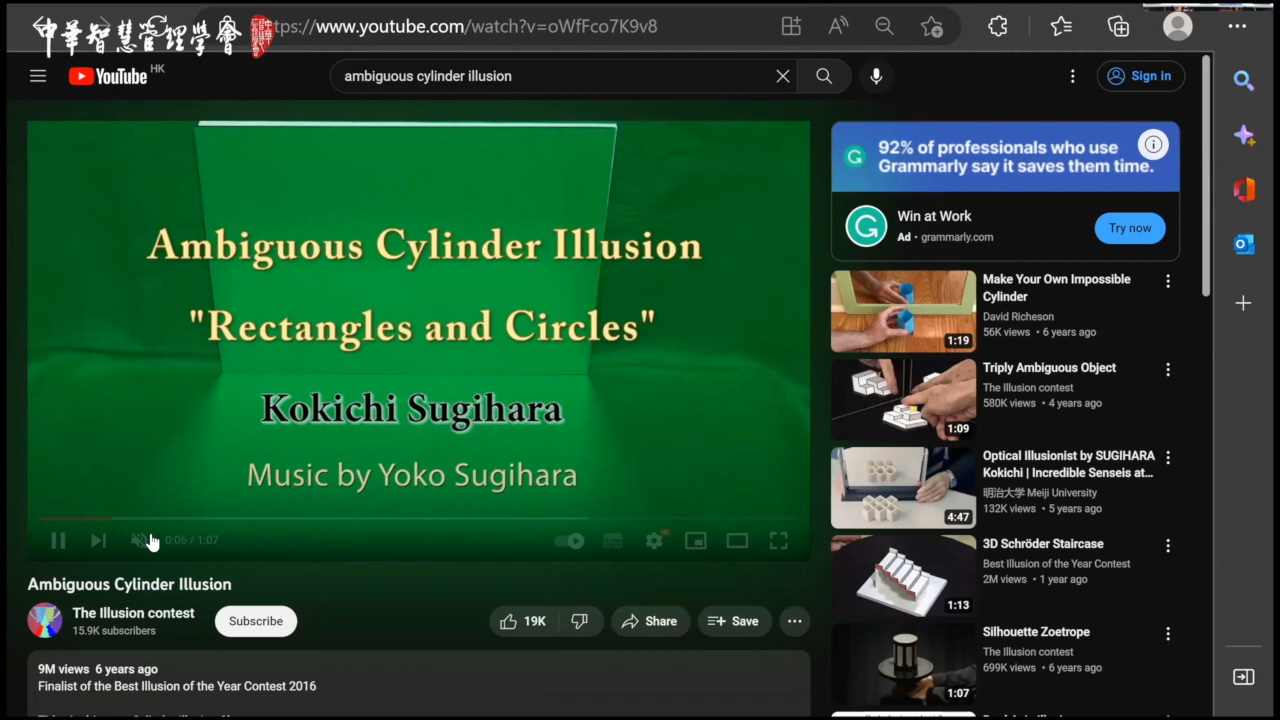 中華智慧管理學會
tps://www.youtube.com/watch?v=oWfFco7K9v8
YouTube HK
ambiguous cylinder illusion
Sign in
Ambiguous Cylinder Illusion
"Rectangles and Circles"
Kokichi Sugihara
Music by Yoko Sugihara
0:06 / 1:07
Ambiguous Cylinder Illusion
The Illusion contest
15.9K subscribers
Subscribe
19K
Share
Save
9M views 6 years ago
Finalist of the Best Illusion of the Year Contest 2016
92% of professionals who use
Grammarly say it saves them time.
Win at Work
Ad · grammarly.com
Try now
Make Your Own Impossible
Cylinder
David Richeson
56K views • 6 years ago
1:19
Triply Ambiguous Object
The Illusion contest
580K views • 4 years ago
1:09
Optical Illusionist by SUGIHARA
Kokichi | Incredible Senseis at...
明治大学 Meiji University
132K views • 5 years ago
4:47
3D Schröder Staircase
Best Illusion of the Year Contest
2M views • 1 year ago
1:13
Silhouette Zoetrope
The Illusion contest
699K views • 6 years ago
1:07